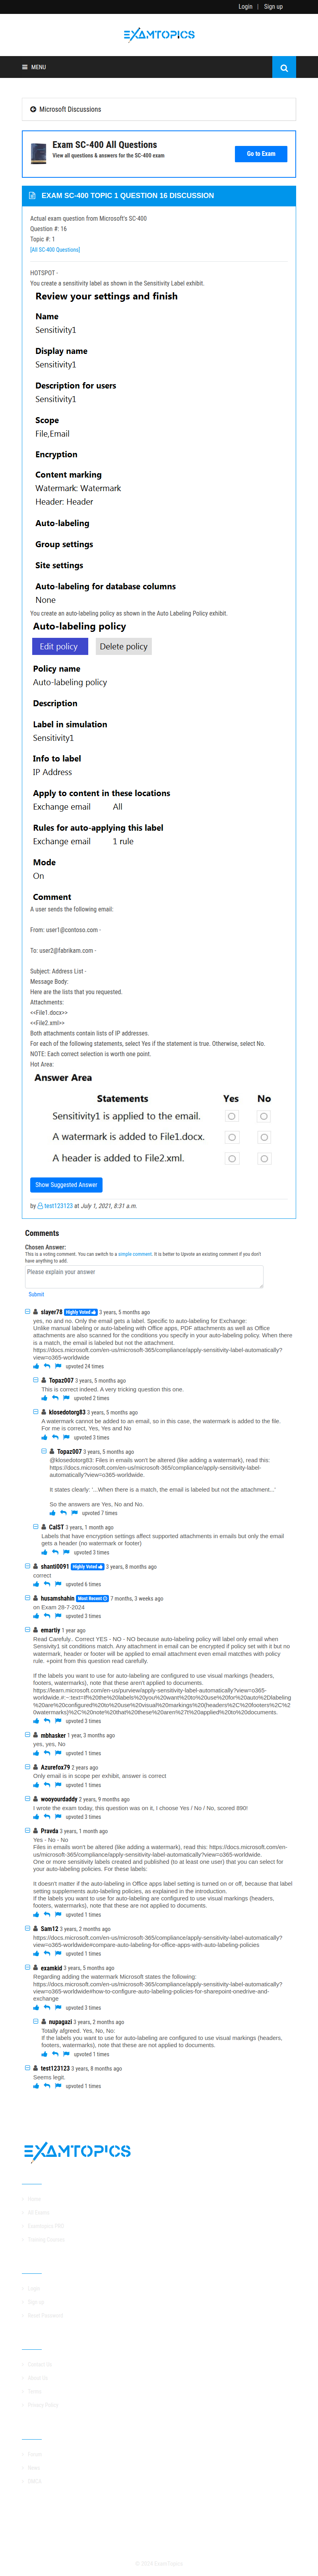 Login | Sign up
EXAMTOPICS
MENU
Microsoft Discussions
Exam SC-400 All Questions
View all questions & answers for the SC-400 exam
Go to Exam
EXAM SC-400 TOPIC 1 QUESTION 16 DISCUSSION
Actual exam question from Microsoft's SC-400
Question #: 16
Topic #: 1
[All SC-400 Questions]
HOTSPOT -
You create a sensitivity label as shown in the Sensitivity Label exhibit.
Review your settings and finish
Name
Sensitivity1
Display name
Sensitivity1
Description for users
Sensitivity1
Scope
File,Email
Encryption
Content marking
Watermark: Watermark
Header: Header
Auto-labeling
Group settings
Site settings
Auto-labeling for database columns
None
You create an auto-labeling policy as shown in the Auto Labeling Policy exhibit.
Auto-labeling policy
Edit policy Delete policy
Policy name
Auto-labeling policy
Description
Label in simulation
Sensitivity1
Info to label
IP Address
Apply to content in these locations
Exchange email All
Rules for auto-applying this label
Exchange email 1 rule
Mode
On
Comment
A user sends the following email:
From: user1@contoso.com -
To: user2@fabrikam.com -
Subject: Address List -
Message Body:
Here are the lists that you requested.
Attachments:
<<File1.docx>>
<<File2.xml>>
Both attachments contain lists of IP addresses.
For each of the following statements, select Yes if the statement is true. Otherwise, select No.
NOTE: Each correct selection is worth one point.
Hot Area:
Answer Area
Statements Yes No
Sensitivity1 is applied to the email.
A watermark is added to File1.docx.
A header is added to File2.xml.
Show Suggested Answer
by test123123 at July 1, 2021, 8:31 a.m.
Comments
Chosen Answer:
This is a voting comment. You can switch to a simple comment. It is better to Upvote an existing comment if you don't
have anything to add.
Please explain your answer
Submit
slayer78 Highly Voted 3 years, 5 months ago
yes, no and no. Only the email gets a label. Specific to auto-labeling for Exchange:
Unlike manual labeling or auto-labeling with Office apps, PDF attachments as well as Office
attachments are also scanned for the conditions you specify in your auto-labeling policy. When there
is a match, the email is labeled but not the attachment.
https://docs.microsoft.com/en-us/microsoft-365/compliance/apply-sensitivity-label-automatically?
view=o365-worldwide
upvoted 24 times
Topaz007 3 years, 5 months ago
This is correct indeed. A very tricking question this one.
upvoted 2 times
klosedotorg83 3 years, 5 months ago
A watermark cannot be added to an email, so in this case, the watermark is added to the file.
For me is correct, Yes, Yes and No
upvoted 3 times
Topaz007 3 years, 5 months ago
@klosedotorg83: Files in emails won't be altered (like adding a watermark), read this:
https://docs.microsoft.com/en-us/microsoft-365/compliance/apply-sensitivity-label-
automatically?view=o365-worldwide.
It states clearly: '...When there is a match, the email is labeled but not the attachment...'
So the answers are Yes, No and No.
upvoted 7 times
CalST 3 years, 1 month ago
Labels that have encryption settings affect supported attachments in emails but only the email
gets a header (no watermark or footer)
upvoted 3 times
shanti0091 Highly Voted 3 years, 8 months ago
correct
upvoted 6 times
husamshahin Most Recent 7 months, 3 weeks ago
on Exam 28-7-2024
upvoted 3 times
emartiy 1 year ago
Read Carefully.. Correct YES - NO - NO because auto-labeling policy will label only email when
Sensivity1 sit conditions match. Any attachment can be encrypted if label policy set with it but no
watermark, header and footer will be applied other than email attachment even email matches with policy
rule. +point from this question and read carefully.
If the labels you want to use for auto-labeling are configured to use visual markings (headers,
footers, watermarks), note that these aren't applied to documents.
https://learn.microsoft.com/en-us/purview/apply-sensitivity-label-automatically?view=o365-
worldwide.#:~:text=If%20the%20labels%20you%20want%20to%20use%20for%20auto%2Dlabeling
%20are%20configured%20to%20use%20visual%20markings%20(headers%2C%20footers%2C%2
0watermarks)%2C%20note%20that%20these%20aren%27t%20applied%20to%20documents.
upvoted 3 times
mbhasker 1 year, 3 months ago
yes, yes, No
upvoted 1 times
Azurefox79 2 years ago
Only email is in scope per exhibit, answer is correct
upvoted 1 times
wooyourdaddy 2 years, 9 months ago
I wrote the exam today, this question was on it, I choose Yes / No / No, scored 890!
upvoted 3 times
Pravda 3 years, 1 month ago
Yes - No - No
Files in emails won't be altered (like adding a watermark), read this: https://docs.microsoft.com/en-
us/microsoft-365/compliance/apply-sensitivity-label-automatically?view=o365-worldwide.
One or more sensitivity labels created and published (to at least one user) that you can select for
your auto-labeling policies. For these labels:
It doesn't matter if the auto-labeling in Office apps label setting is turned on or off, because that label
setting supplements auto-labeling policies, as explained in the introduction.
If the labels you want to use for auto-labeling are configured to use visual markings (headers,
footers, watermarks), note that these are not applied to documents.
upvoted 1 times
Sam12 3 years, 2 months ago
https://docs.microsoft.com/en-us/microsoft-365/compliance/apply-sensitivity-label-automatically?
view=o365-worldwide#compare-auto-labeling-for-office-apps-with-auto-labeling-policies
upvoted 1 times
examkid 3 years, 5 months ago
Regarding adding the watermark Microsoft states the following:
https://docs.microsoft.com/en-us/microsoft-365/compliance/apply-sensitivity-label-automatically?
view=o365-worldwide#how-to-configure-auto-labeling-policies-for-sharepoint-onedrive-and-
exchange
upvoted 3 times
nupagazi 3 years, 2 months ago
Totally afgreed. Yes, No, No.
If the labels you want to use for auto-labeling are configured to use visual markings (headers,
footers, watermarks), note that these are not applied to documents.
upvoted 1 times
test123123 3 years, 8 months ago
Seems legit.
upvoted 1 times
EXAMTOPICS